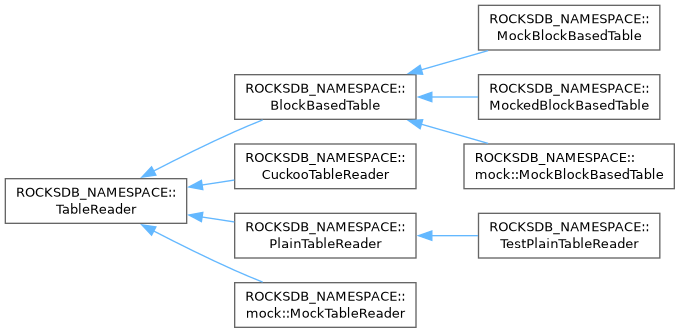 ROCKSDB_NAMESPACE::
MockBlockBasedTable
ROCKSDB_NAMESPACE::
BlockBasedTable
ROCKSDB_NAMESPACE::
MockedBlockBasedTable
ROCKSDB_NAMESPACE::
CuckooTableReader
ROCKSDB_NAMESPACE::
mock::MockBlockBasedTable
ROCKSDB_NAMESPACE::
TableReader
ROCKSDB_NAMESPACE::
PlainTableReader
ROCKSDB_NAMESPACE::
TestPlainTableReader
ROCKSDB_NAMESPACE::
mock::MockTableReader